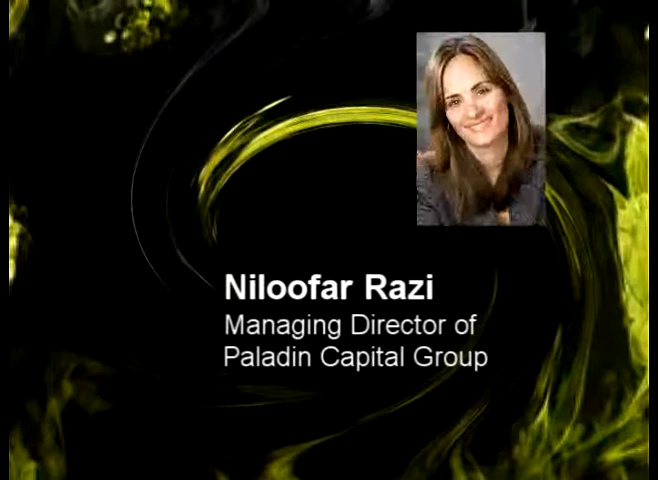 Niloofar Razi
Managing Director of
Paladin Capital Group